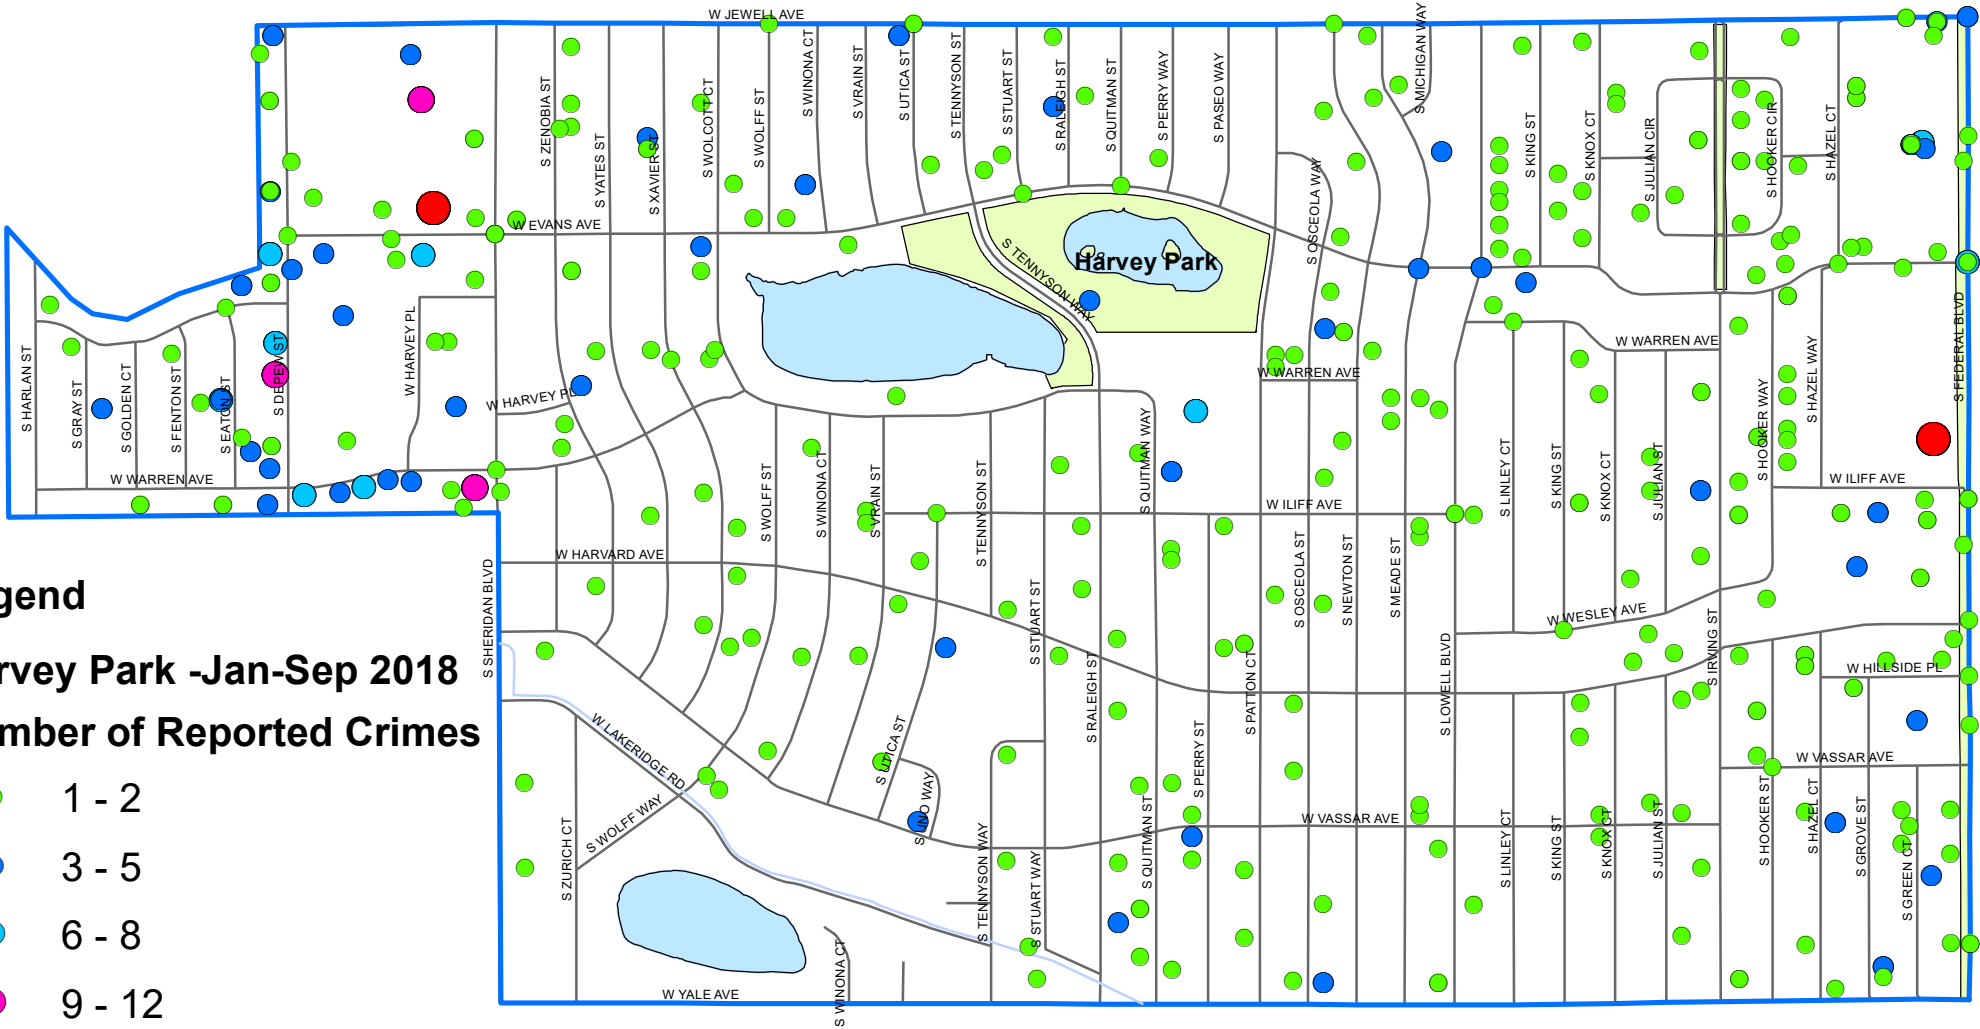 W JEWELL AVE
S MICHIGAN WAY
S ZENOBIA ST
S YATES ST
S XAVIER ST
S WOLCOTT CT
S WOLFF ST
S WINONA CT
S VRAIN ST
S UTICA ST
S TENNYSON ST
S STUART ST
S RALEIGH ST
S QUITMAN ST
S PERRY WAY
S PASEO WAY
S OSCEOLA WAY
S KING ST
S KNOX CT
S JULIAN CIR
S HOOKER CIR
S HAZEL CT
W EVANS AVE
S TENNYSON WAY
Harvey Park
S FEDERAL BLVD
S HARLAN ST
S GRAY ST
S GOLDEN CT
S FENTON ST
S EATON ST
S DEPEW ST
W HARVEY PL
W HARVEY PL
W WARREN AVE
W WARREN AVE
W WARREN AVE
S HOOKER WAY
S HAZEL WAY
S QUITMAN WAY
S WOLFF ST
S WINONA CT
S VRAIN ST
S TENNYSON ST
S LINLEY CT
S KING ST
S KNOX CT
S JULIAN ST
W ILIFF AVE
W ILIFF AVE
W HARVARD AVE
S SHERIDAN BLVD
S STUART ST
S OSCEOLA ST
S NEWTON ST
S MEADE ST
W WESLEY AVE
S IRVING ST
W HILLSIDE PL
S RALEIGH ST
S PATTON CT
S LOWELL BLVD
gend
rvey Park -Jan-Sep 2018
mber of Reported Crimes
1 - 2
3 - 5
6 - 8
9 - 12
W LAKERIDGE RD
S WOLFF WAY
S UTICA ST
S ZURICH CT
S TENNYSON WAY
S STUART WAY
S QUITMAN ST
S PERRY ST
W VASSAR AVE
W VASSAR AVE
S LINLEY CT
S KING ST
S KNOX CT
S JULIAN ST
S HOOKER ST
S HAZEL CT
S GROVE ST
S GREEN CT
S WINONA CT
W YALE AVE